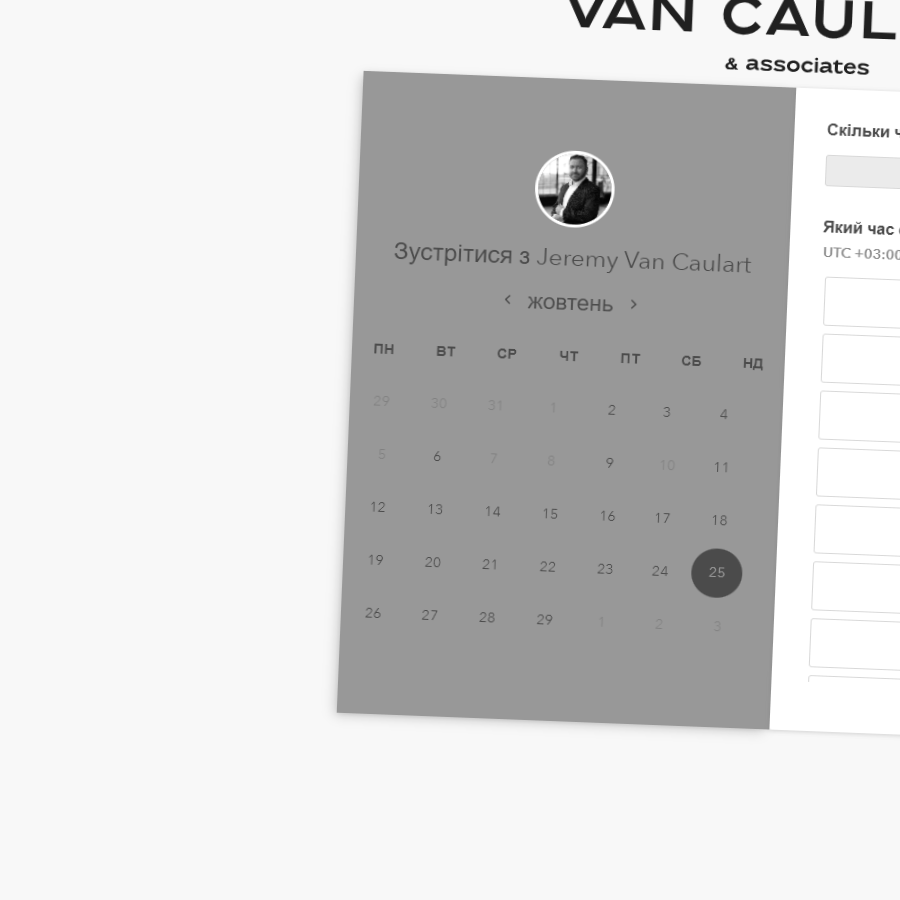 VAN CAUL
& associates
Зустрітися з Jeremy Van Caulart
жовтень
ПН ВТ СР ЧТ ПТ СБ НД
29 30 31 1 2 3 4
5 6 7 8 9 10 11
12 13 14 15 16 17 18
19 20 21 22 23 24 25
26 27 28 29 1 2 3
Скільки
Який час
UTC +03:00